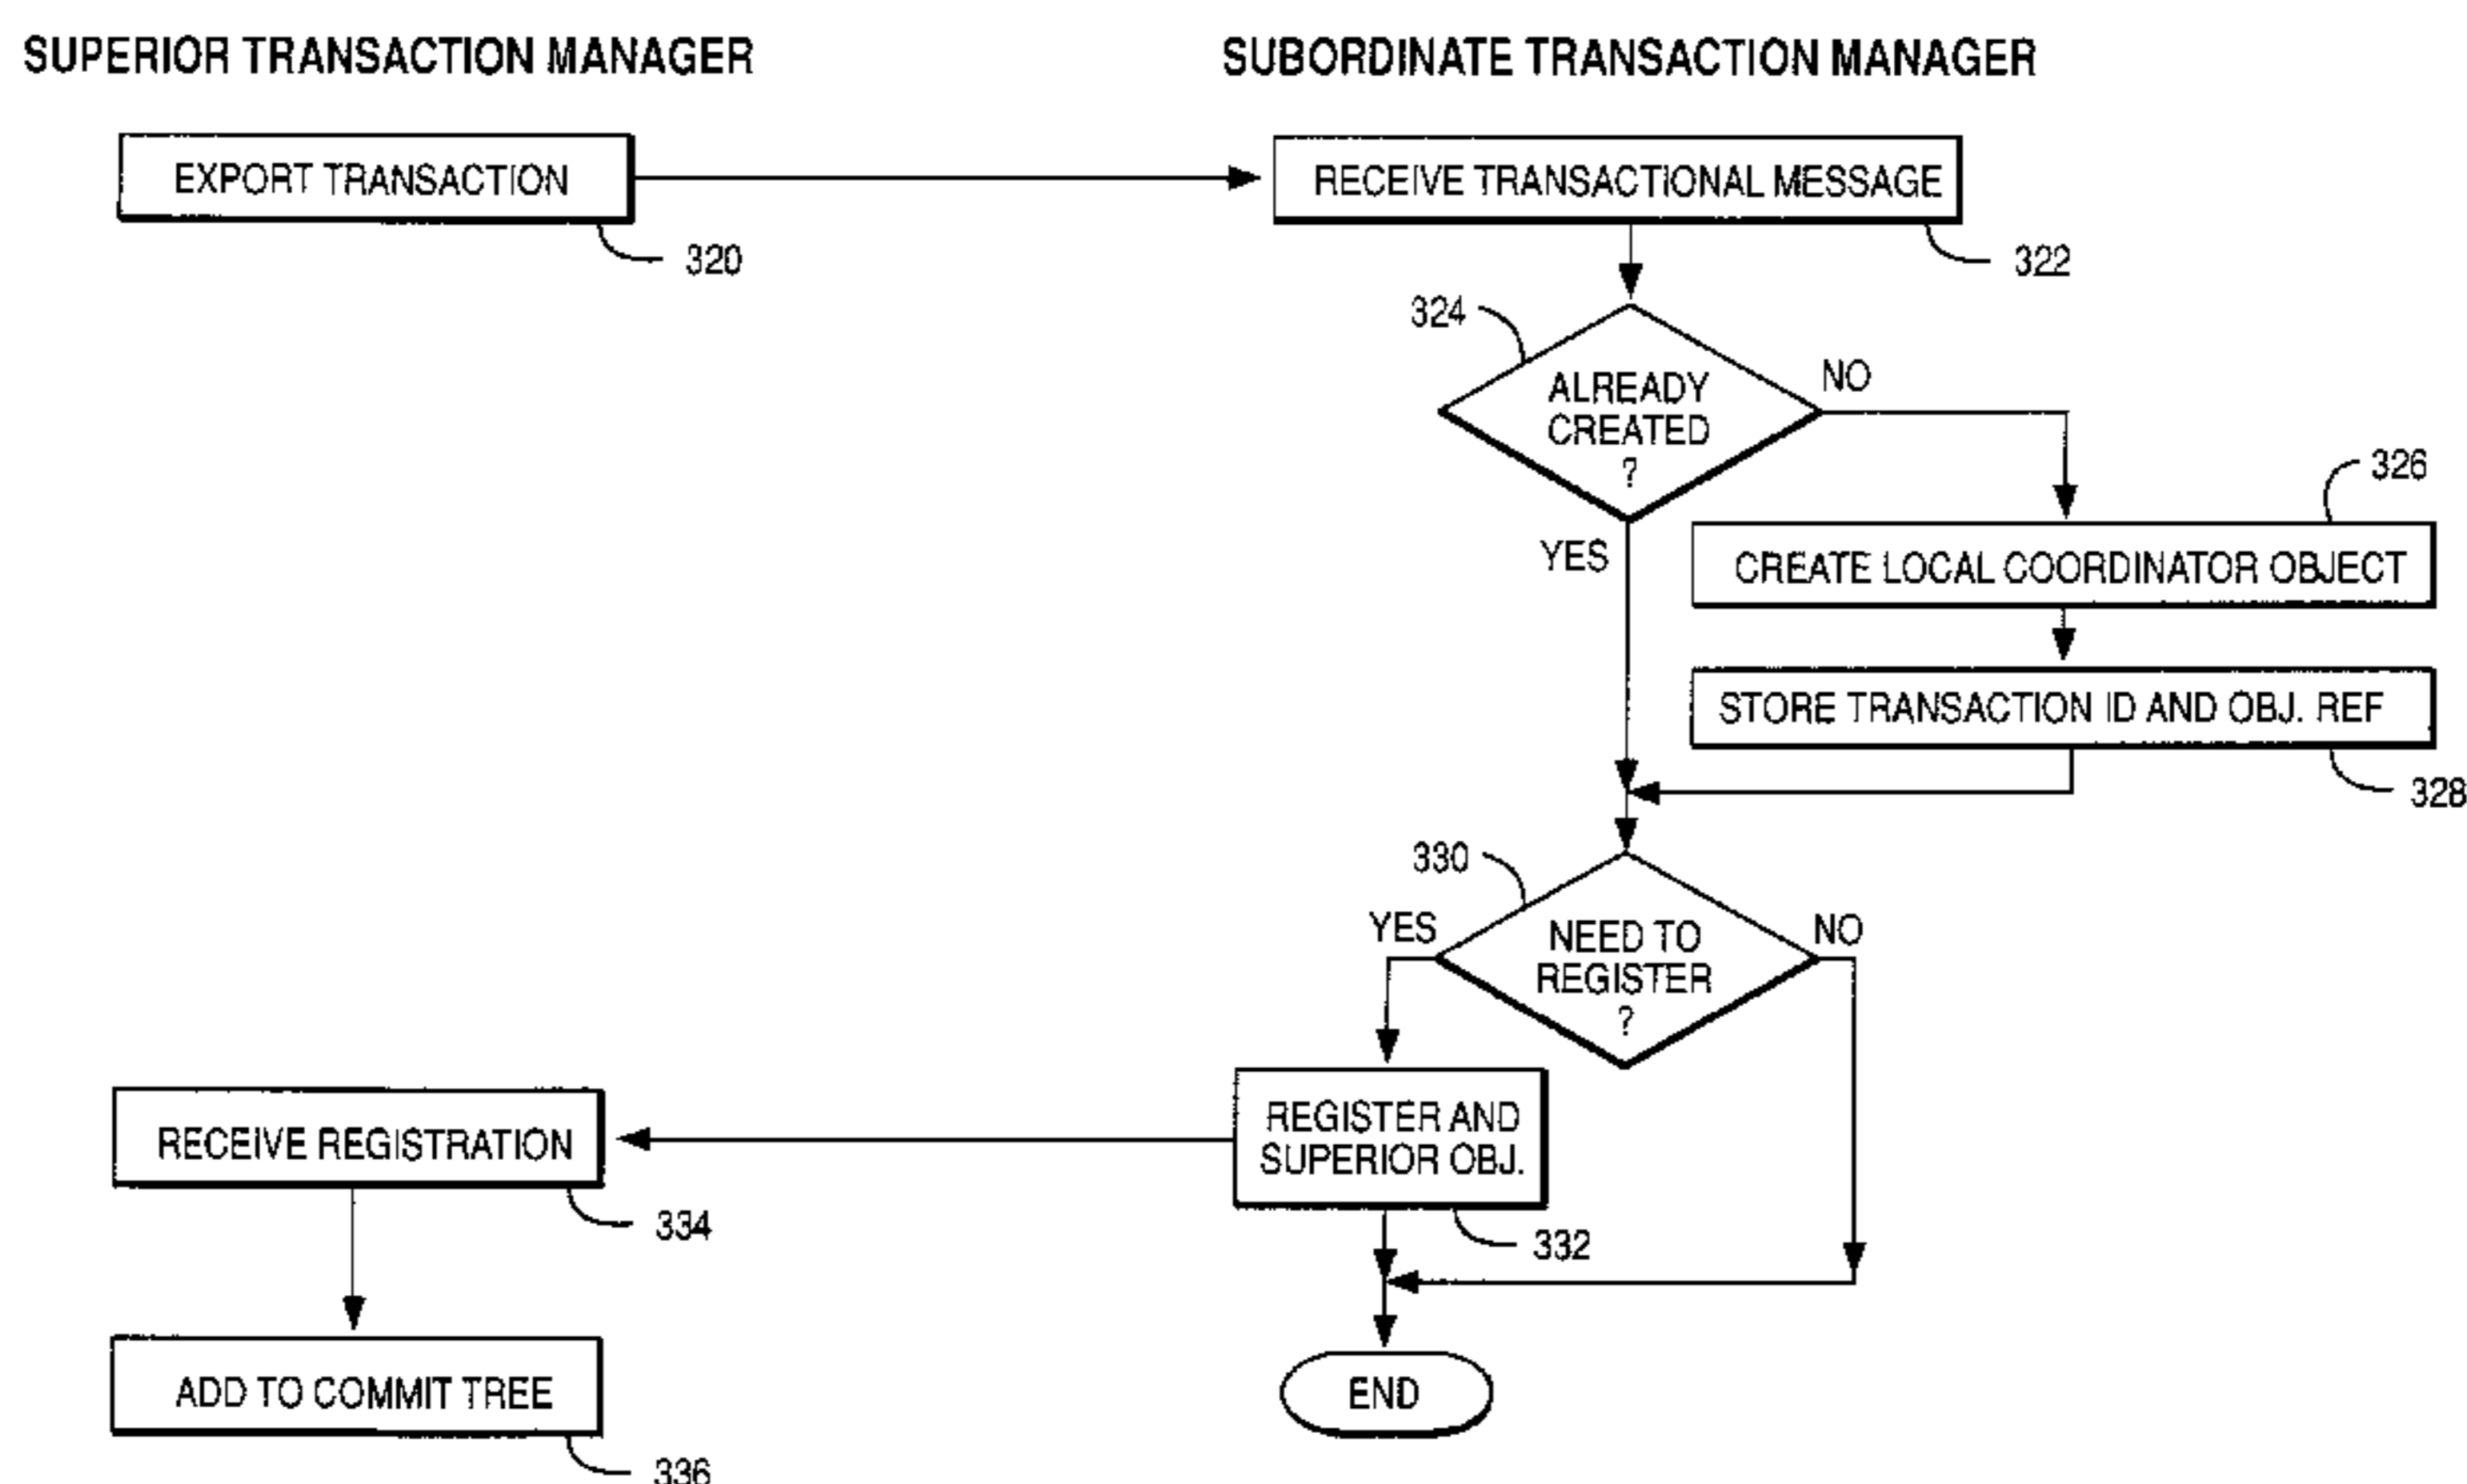 SUPERIOR TRANSACTION MANAGER
SUBORDINATE TRANSACTION MANAGER
EXPORT TRANSACTION
320
RECEIVE TRANSACTIONAL MESSAGE
322
324
ALREADY
CREATED
?
NO
YES
326
CREATE LOCAL COORDINATOR OBJECT
STORE TRANSACTION ID AND OBJ. REF
328
330
YES
NEED TO
REGISTER
?
NO
REGISTER AND
SUPERIOR OBJ.
332
RECEIVE REGISTRATION
334
ADD TO COMMIT TREE
336
END